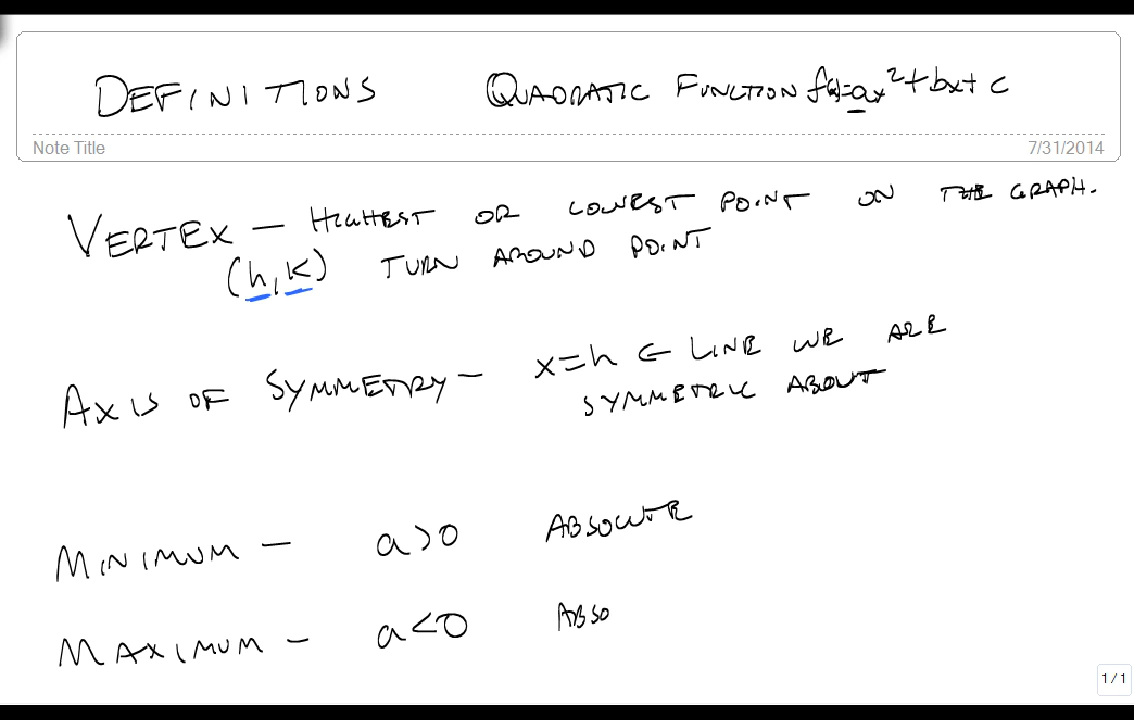 DEFINITIONS QUADRATIC FUNCTION f(x)=ax²+bx+c
Note Title 7/31/2014
VERTEX - HIGHEST OR LOWEST POINT ON THE GRAPH.
(h,k) TURN AROUND POINT
AXIS OF SYMMETRY - x=h ← LINE WE ARE
SYMMETRIC ABOUT
MINIMUM - a>0 ABSOLUTE
MAXIMUM - a<0 ABSO
1/1